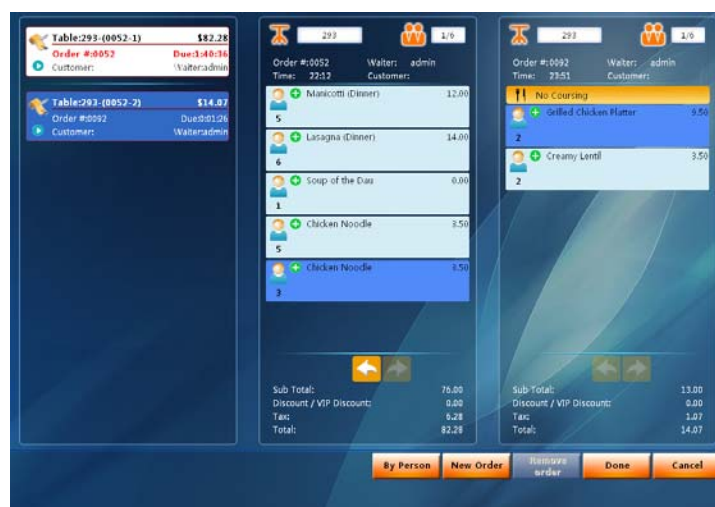 Table:293-(0052-1) $82.28
Order #:0052 Due:1:40:36
Customer: Waiter:admin
Table:293-(0052-2) $14.07
Order #:0092 Due:0:01:26
Customer: Waiter:admin
293 1/6
Order #:0052 Waiter: admin
Time: 22:12 Customer:
Manicotti (Dinner) 12.00
5
Lasagna (Dinner) 14.00
6
Soup of the Dau 0.00
1
Chicken Noodle 3.50
5
Chicken Noodle 3.50
3
Sub Total: 76.00
Discount / VIP Discount: 0.00
Tax: 6.28
Total: 82.28
293 1/6
Order #:0092 Waiter: admin
Time: 23:51 Customer:
No Coursing
Grilled Chicken Platter 9.50
2
Creamy Lentil 3.50
2
Sub Total: 13.00
Discount / VIP Discount: 0.00
Tax: 1.07
Total: 14.07
By Person New Order Remove order Done Cancel